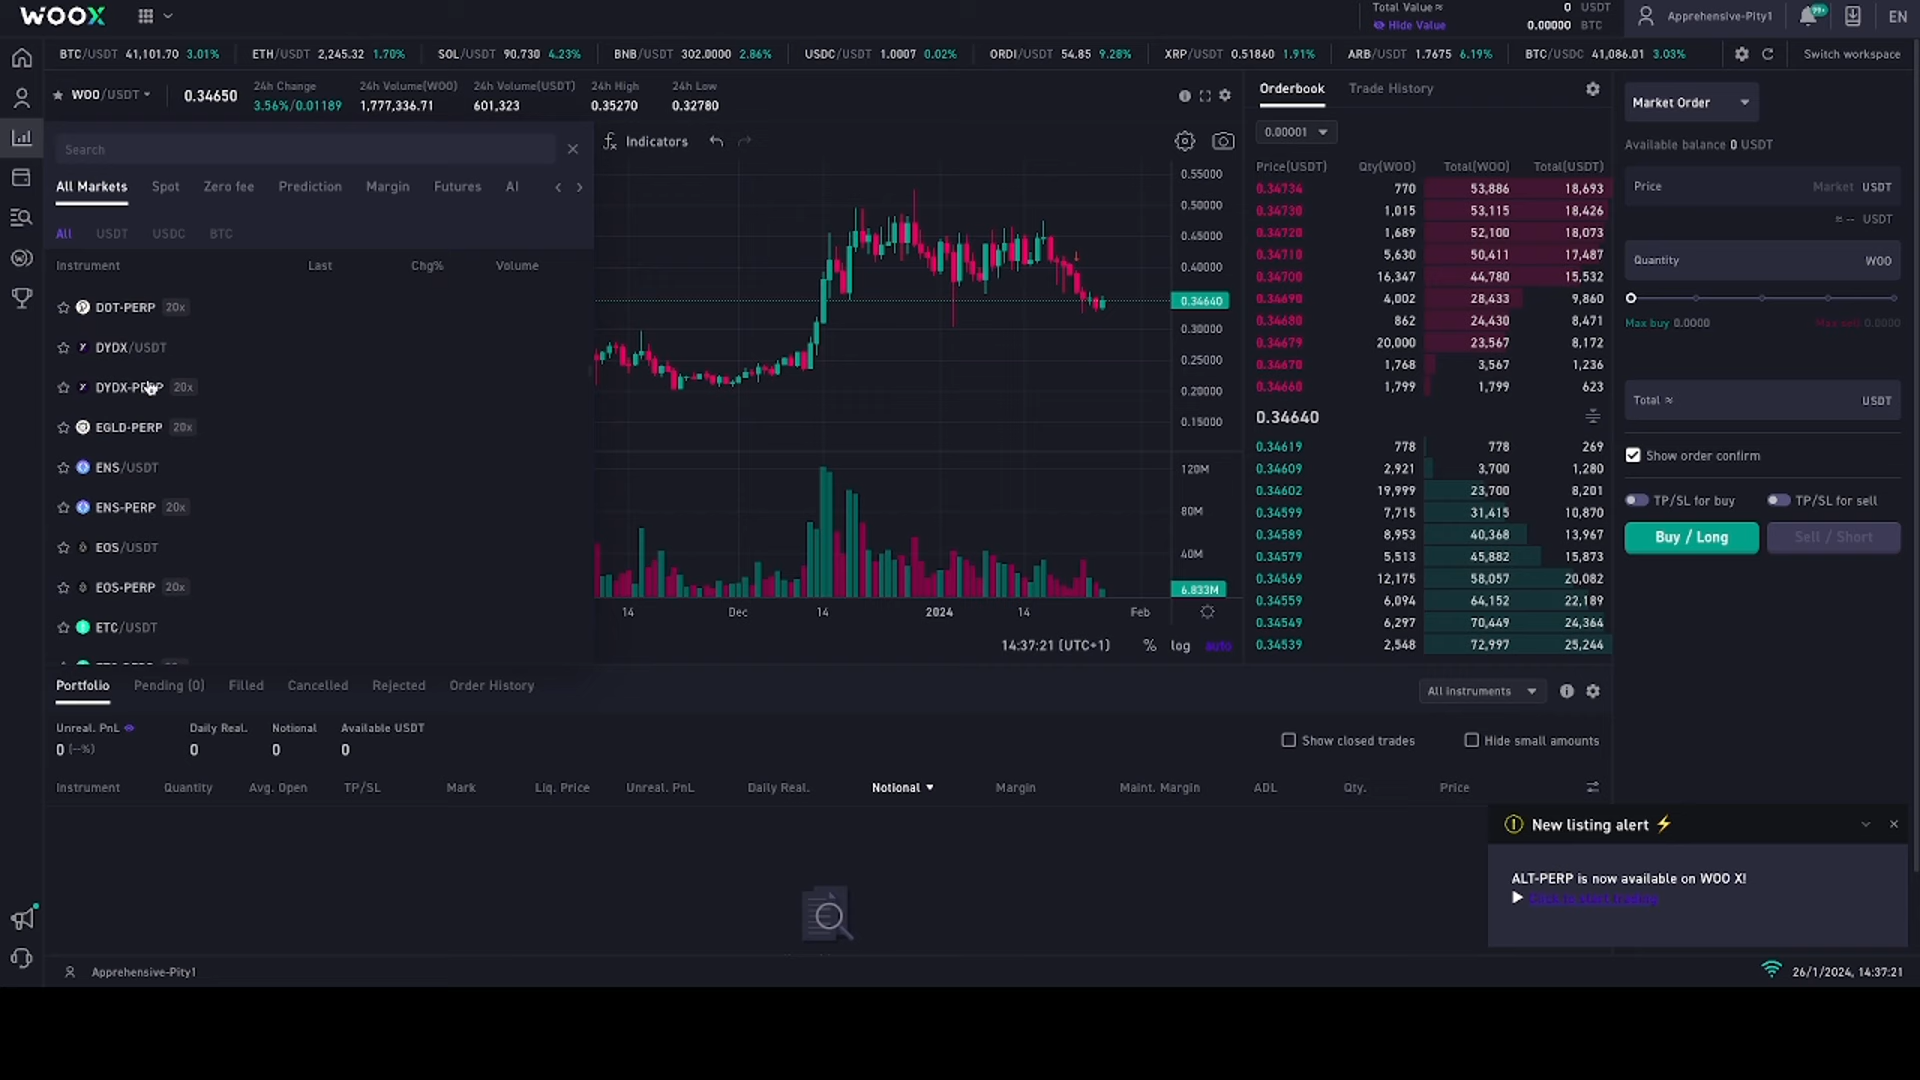 WOOX
Total Value ≈ 0 USDT
Hide Value 0.00000 BTC
Apprehensive-Pity1
99+
EN
BTC/USDT 41,101.70 3.01% ETH/USDT 2,245.32 1.70% SOL/USDT 90.730 4.23% BNB/USDT 302.0000 2.86% USDC/USDT 1.0007 0.02% ORDI/USDT 54.85 9.28% XRP/USDT 0.51860 1.91% ARB/USDT 1.7675 6.19% BTC/USDC 41,086.01 3.03%
Switch workspace
WOO/USDT 0.34650
24h Change 24h Volume(WOO) 24h Volume(USDT) 24h High 24h Low
3.56%/0.01189 1,777,336.71 601,323 0.35270 0.32780
Search
All Markets Spot Zero fee Prediction Margin Futures AI
All USDT USDC BTC
Instrument Last Chg% Volume
DOT-PERP 20x
DYDX/USDT
DYDX-PERP 20x
EGLD-PERP 20x
ENS/USDT
ENS-PERP 20x
EOS/USDT
EOS-PERP 20x
ETC/USDT
Indicators
0.55000
0.50000
0.45000
0.40000
0.34640
0.30000
0.25000
0.20000
0.15000
120M
80M
40M
6.833M
14 Dec 14 2024 14 Feb
14:37:21 (UTC+1) % log auto
Orderbook Trade History
0.00001
Price(USDT) Qty(WOO) Total(WOO) Total(USDT)
0.34734 770 53,886 18,693
0.34730 1,015 53,115 18,426
0.34720 1,689 52,100 18,073
0.34710 5,630 50,411 17,487
0.34700 16,347 44,780 15,532
0.34690 4,002 28,433 9,860
0.34680 862 24,430 8,471
0.34679 20,000 23,567 8,172
0.34670 1,768 3,567 1,236
0.34660 1,799 1,799 623
0.34640
0.34619 778 778 269
0.34609 2,921 3,700 1,280
0.34602 19,999 23,700 8,201
0.34599 7,715 31,415 10,870
0.34589 8,953 40,368 13,967
0.34579 5,513 45,882 15,873
0.34569 12,175 58,057 20,082
0.34559 6,094 64,152 22,189
0.34549 6,297 70,449 24,364
0.34539 2,548 72,997 25,244
Market Order
Available balance 0 USDT
Price Market USDT
≈ -- USDT
Quantity WOO
Max buy 0.0000 Max sell 0.0000
Total ≈ USDT
Show order confirm
TP/SL for buy TP/SL for sell
Buy / Long Sell / Short
Portfolio Pending (0) Filled Cancelled Rejected Order History
All instruments
Unreal. PnL Daily Real. Notional Available USDT
0 (--%) 0 0 0
Show closed trades Hide small amounts
Instrument Quantity Avg. Open TP/SL Mark Liq. Price Unreal. PnL Daily Real. Notional Margin Maint. Margin ADL Qty. Price
New listing alert ⚡
ALT-PERP is now available on WOO X!
Click to start trading
Apprehensive-Pity1
26/1/2024, 14:37:21